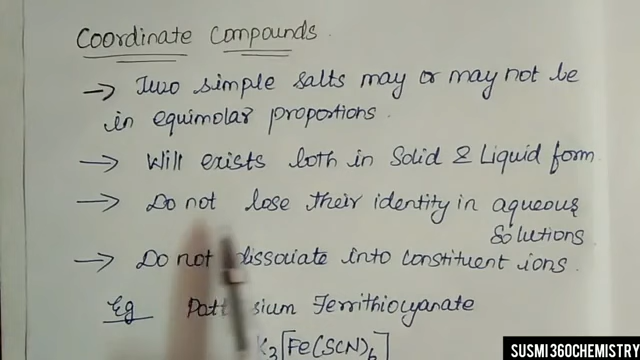 Coordinate Compounds.
→ Two simple salts may or may not be
in equimolar proportions.
→ Will exists both in Solid & Liquid form
→ Do not lose their identity in aqueous
Solutions
→ Do not dissociate into constituent ions.
Eg Ferrithiocyanate
K3[Fe(SCN)6]
SUSMI360CHEMISTRY